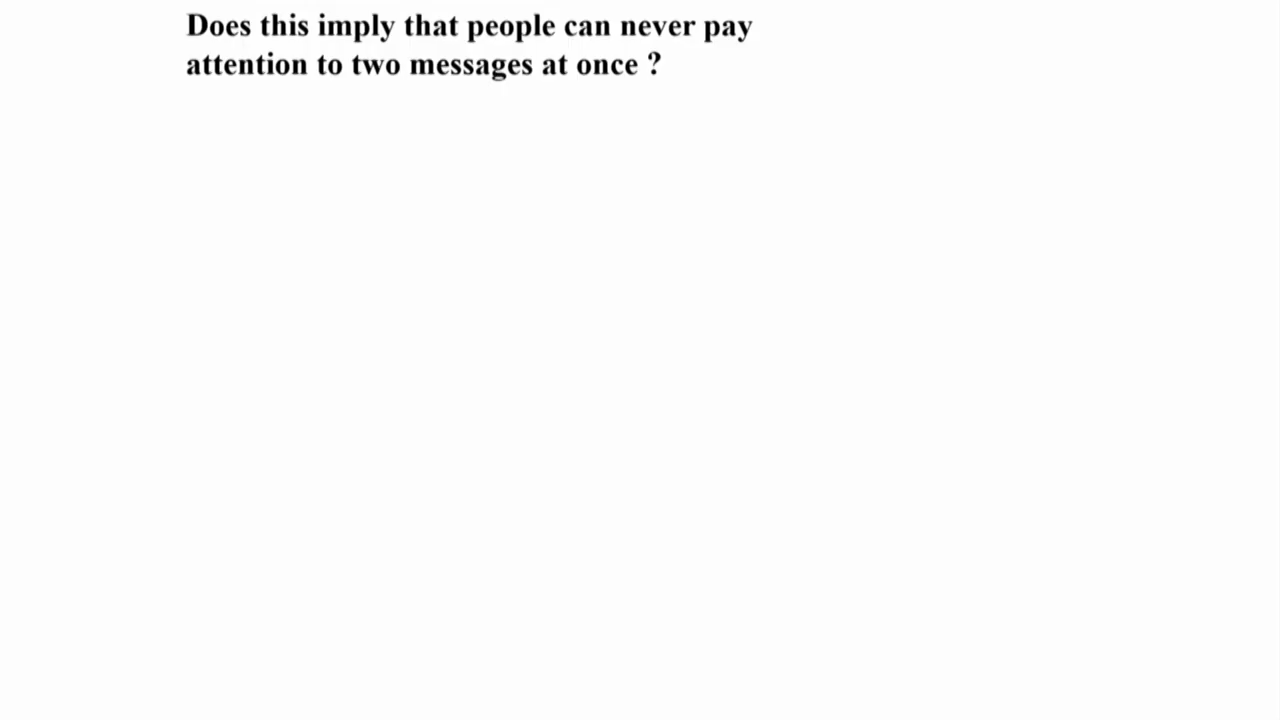 Does this imply that people can never pay
attention to two messages at once ?